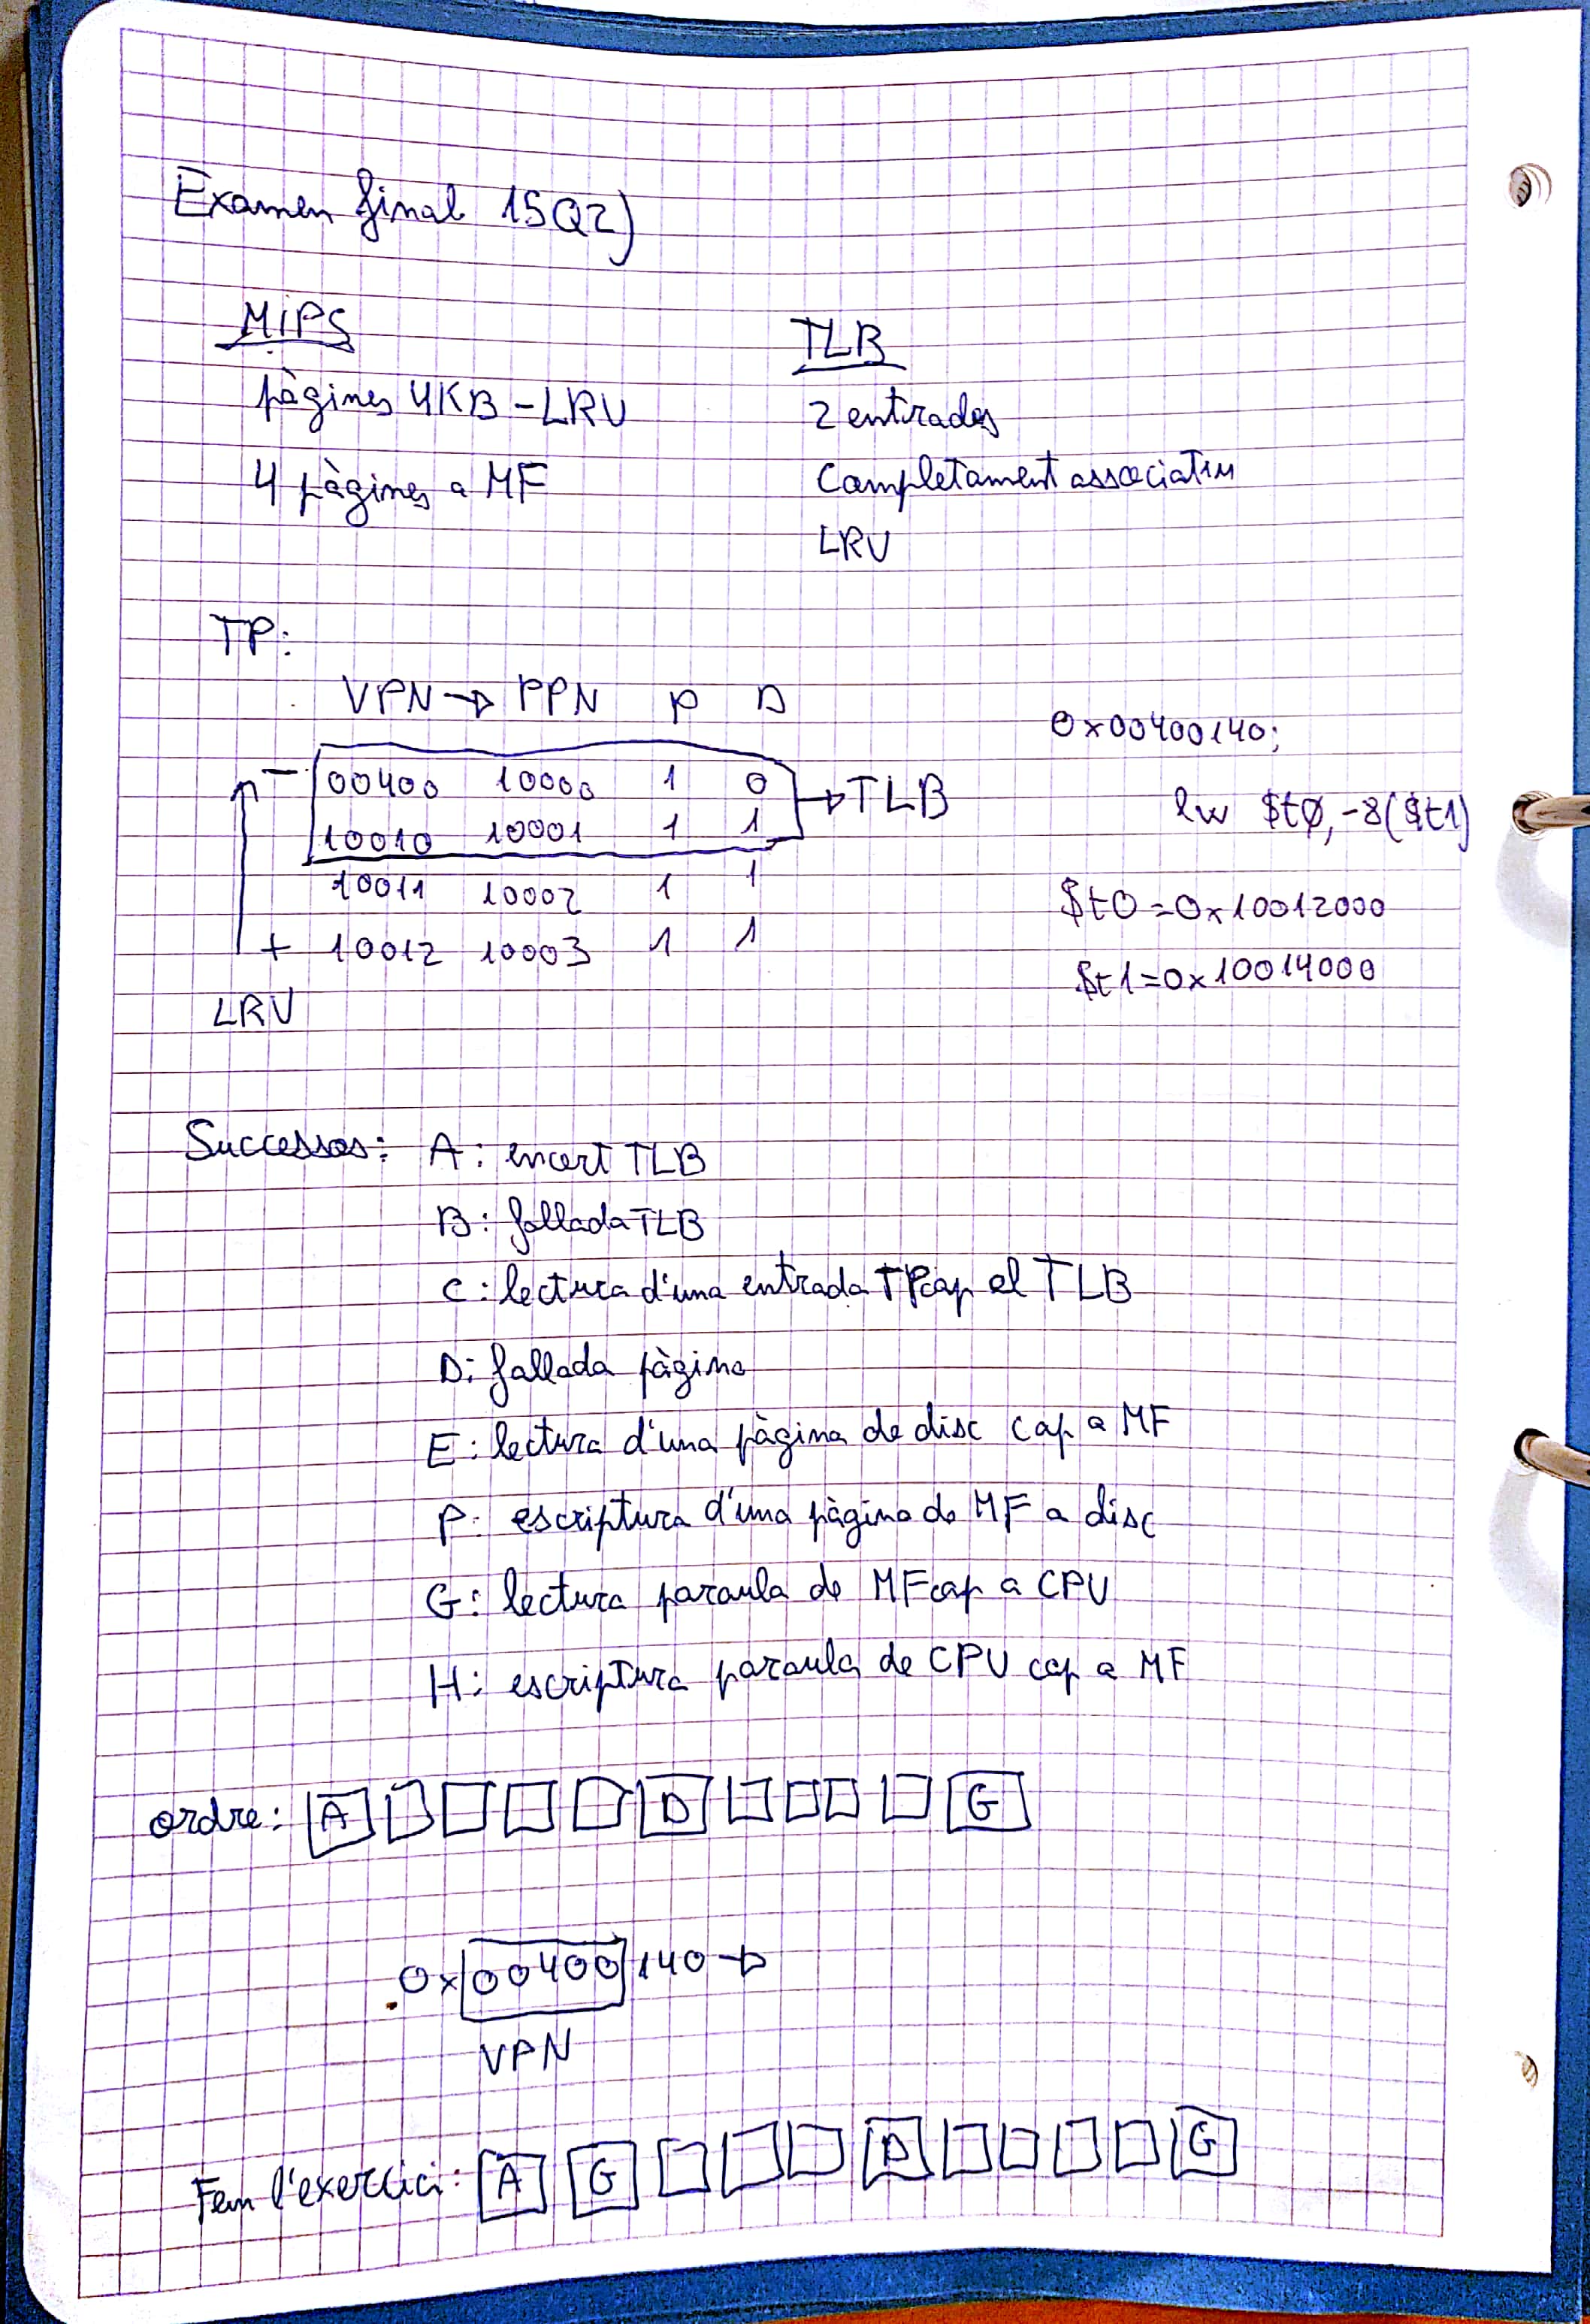 Examen final 15Q2)
MIPS
TLB
pàgines 4KB - LRU
2 entrades
4 pàgines a MF
Completament associatiu
LRU
TP:
VPN → PPN P D
0x00400140;
- 00400 10000 1 0 → TLB
lw $t0, -8($t1)
10010 10001 1 1
10011 10002 1 1
$t0 = 0x10012000
+ 10012 10003 1 1
$t1 = 0x10014000
LRU
Successos: A: encert TLB
B: fallada TLB
C: lectura d'una entrada TP cap el TLB
D: fallada pàgina
E: lectura d'una pàgina de disc cap a MF
F: escriptura d'una pàgina de MF a disc
G: lectura paraula de MF cap a CPU
H: escriptura paraula de CPU cap a MF
ordre: A D G
0x00400140 →
VPN
Fem l'exercici: A G D G